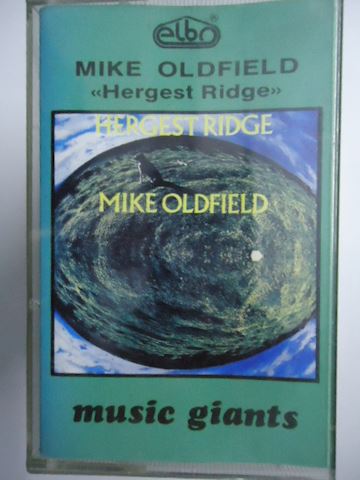 elbo
MIKE OLDFIELD
«Hergest Ridge»
HERGEST RIDGE
MIKE OLDFIELD
music giants